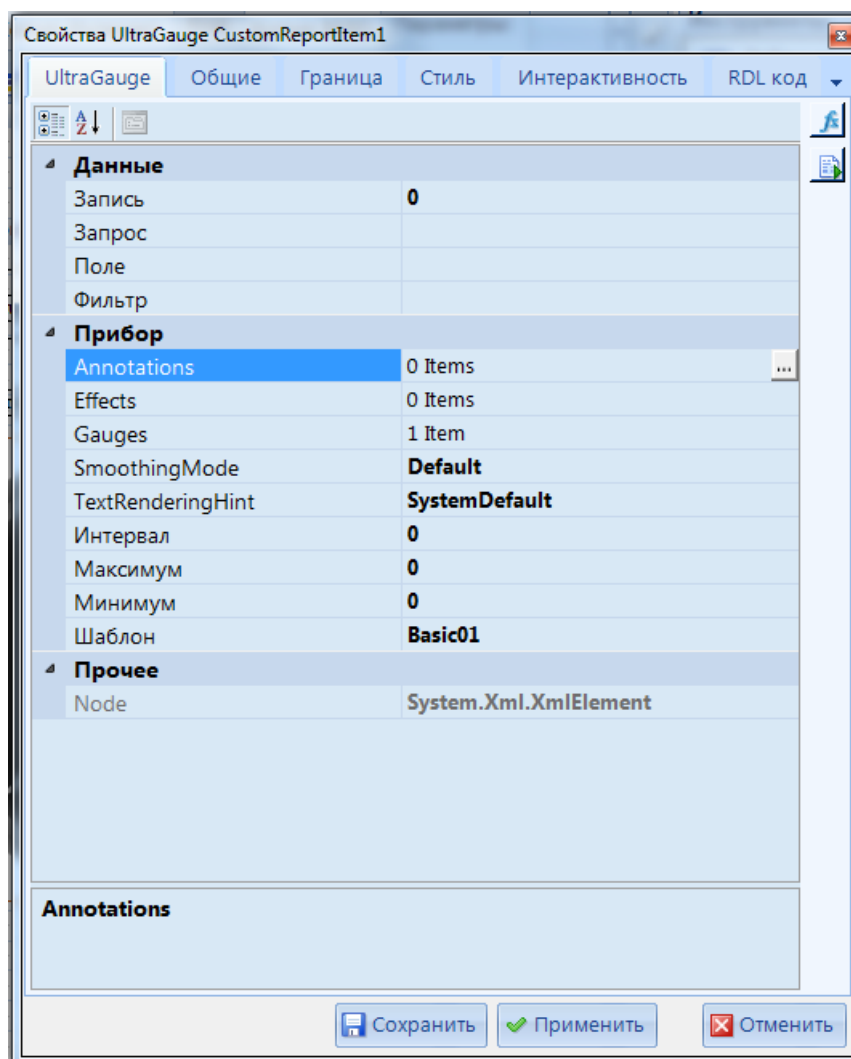 Свойства UltraGauge CustomReportItem1
UltraGauge Общие Граница Стиль Интерактивность RDL код
Данные
Запись 0
Запрос
Поле
Фильтр
Прибор
Annotations 0 Items ...
Effects 0 Items
Gauges 1 Item
SmoothingMode Default
TextRenderingHint SystemDefault
Интервал 0
Максимум 0
Минимум 0
Шаблон Basic01
Прочее
Node System.Xml.XmlElement
Annotations
Сохранить Применить Отменить